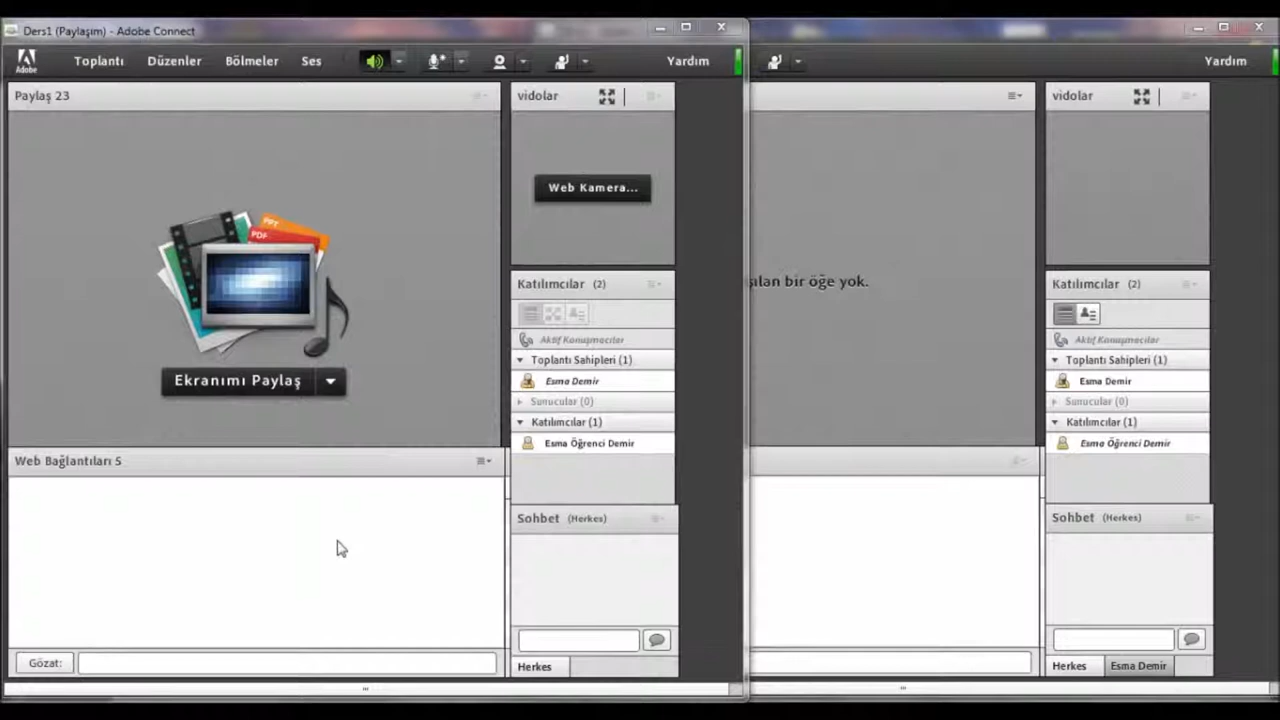 Ders1 (Paylaşım) - Adobe Connect
Adobe
Toplantı
Düzenler
Bölmeler
Ses
Yardım
Paylaş 23
PPT
PDF
Ekranımı Paylaş
Web Bağlantıları 5
Gözat:
vidolar
Web Kamera...
Katılımcılar (2)
Aktif Konuşmacılar
Toplantı Sahipleri (1)
Esma Demir
Sunucular (0)
Katılımcılar (1)
Esma Öğrenci Demir
Sohbet (Herkes)
Herkes
Yardım
bir öğe yok.
vidolar
Katılımcılar (2)
Aktif Konuşmacılar
Toplantı Sahipleri (1)
Esma Demir
Sunucular (0)
Katılımcılar (1)
Esma Öğrenci Demir
Sohbet (Herkes)
Herkes
Esma Demir